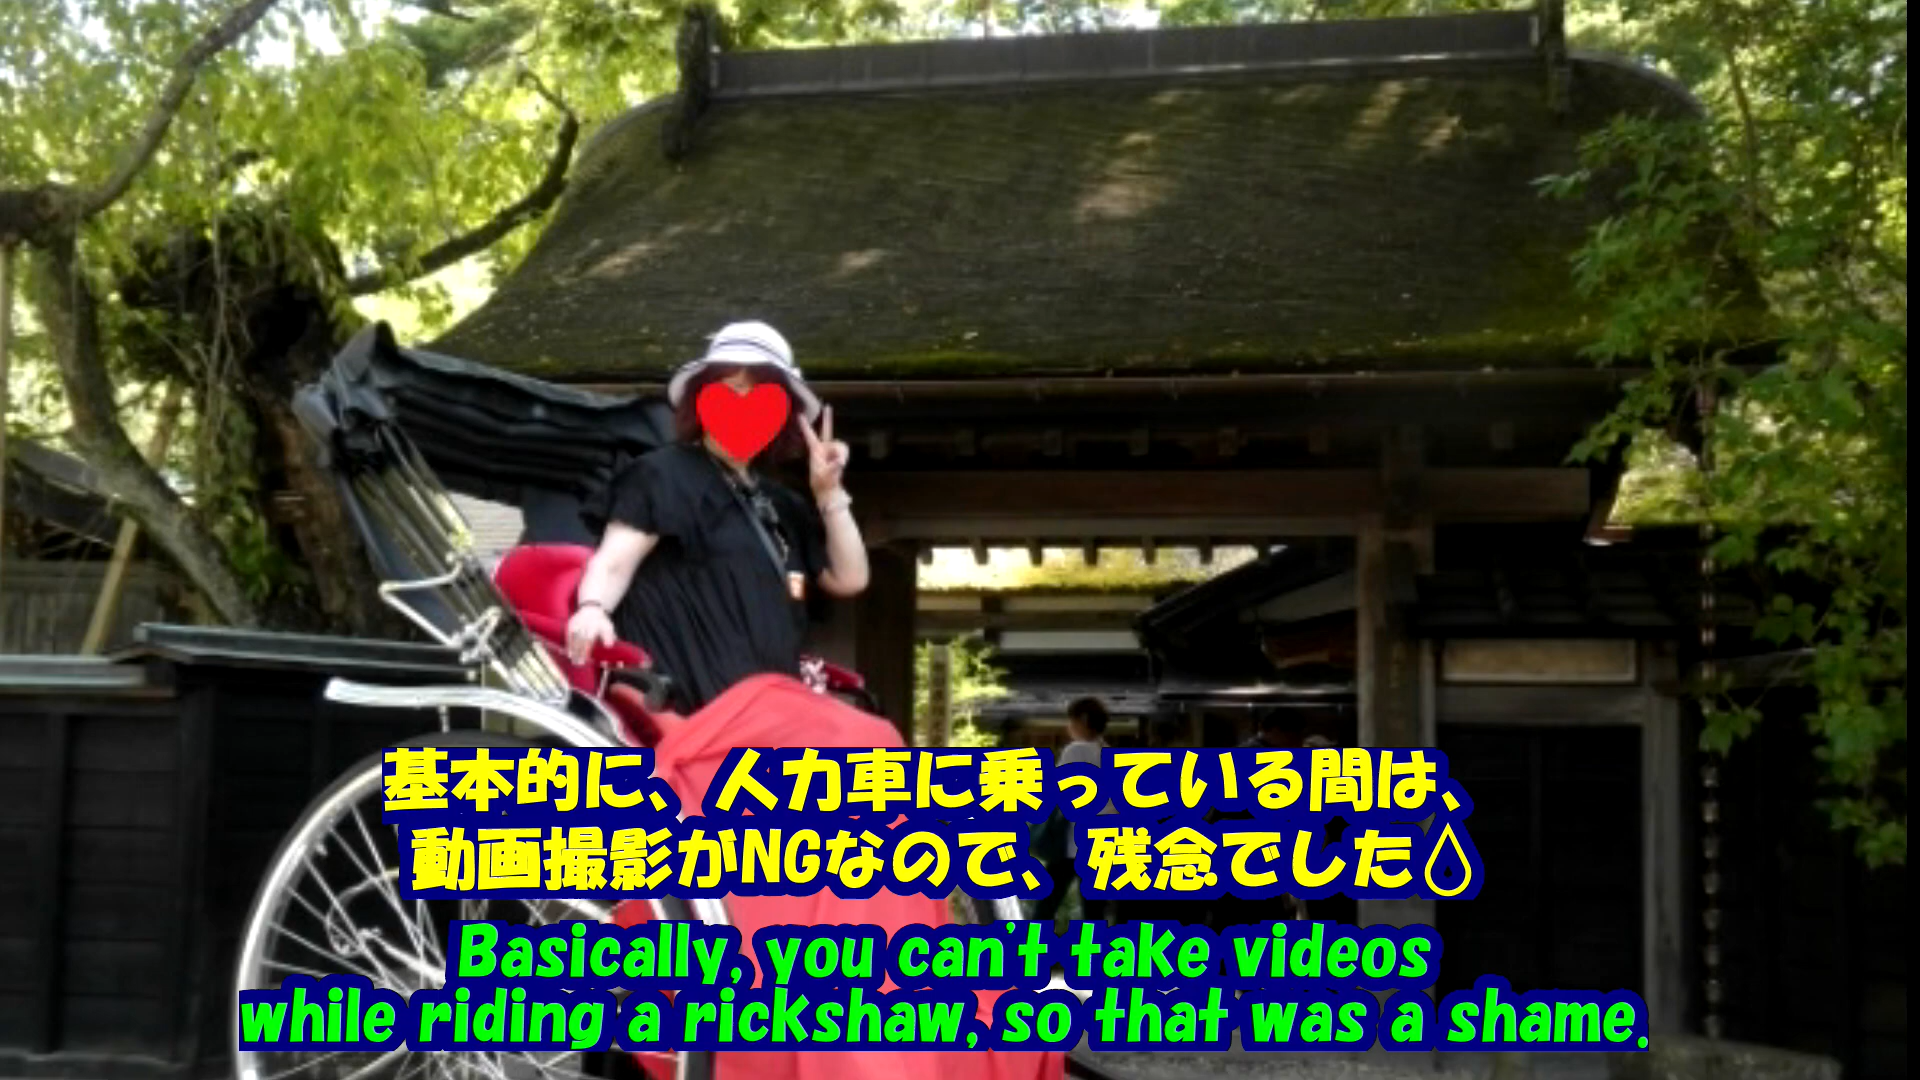 基本的に、人力車に乗っている間は、
動画撮影がNGなので、残念でした💧
Basically, you can't take videos
while riding a rickshaw, so that was a shame.